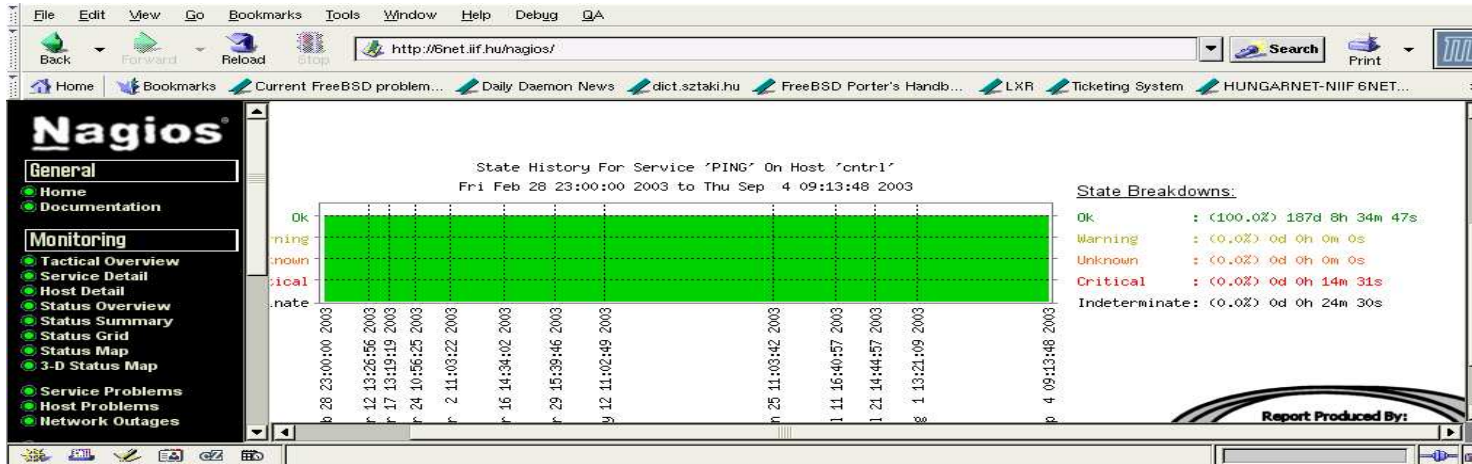 File Edit View Go Bookmarks Tools Window Help Debug QA
Back Forward Reload Stop http://6net.iif.hu/nagios/ Search Print
Home Bookmarks Current FreeBSD problem... Daily Daemon News dict.sztaki.hu FreeBSD Porter's Handb... LXR Ticketing System HUNGARNET-NIIF 6NET...
Nagios
General
Home
Documentation
Monitoring
Tactical Overview
Service Detail
Host Detail
Status Overview
Status Summary
Status Grid
Status Map
3-D Status Map
Service Problems
Host Problems
Network Outages
State History For Service 'PING' On Host 'cntrl'
Fri Feb 28 23:00:00 2003 to Thu Sep 4 09:13:48 2003
Ok
ning
nown
ical
nate
b 28 23:00:00 2003
r 12 13:26:56 2003
r 17 13:19:19 2003
r 24 10:56:25 2003
r 2 11:03:22 2003
r 16 14:34:02 2003
r 29 15:39:46 2003
y 12 11:02:49 2003
n 25 11:03:42 2003
l 11 16:40:57 2003
l 21 14:44:57 2003
g 1 13:21:09 2003
p 4 09:13:48 2003
State Breakdowns:
Ok : (100.0%) 187d 8h 34m 47s
Warning : (0.0%) 0d 0h 0m 0s
Unknown : (0.0%) 0d 0h 0m 0s
Critical : (0.0%) 0d 0h 14m 31s
Indeterminate: (0.0%) 0d 0h 24m 30s
Report Produced By: